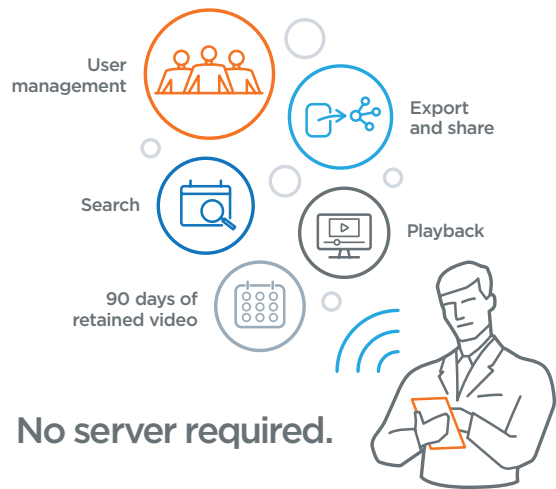 User
management
Export
and share
Search
Playback
90 days of
retained video
No server required.